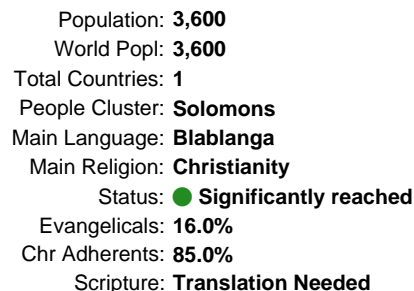 Population: 3,600
World Popl: 3,600
Total Countries: 1
People Cluster: Solomons
Main Language: Blablanga
Main Religion: Christianity
Status: Significantly reached
Evangelicals: 16.0%
Chr Adherents: 85.0%
Scripture: Translation Needed